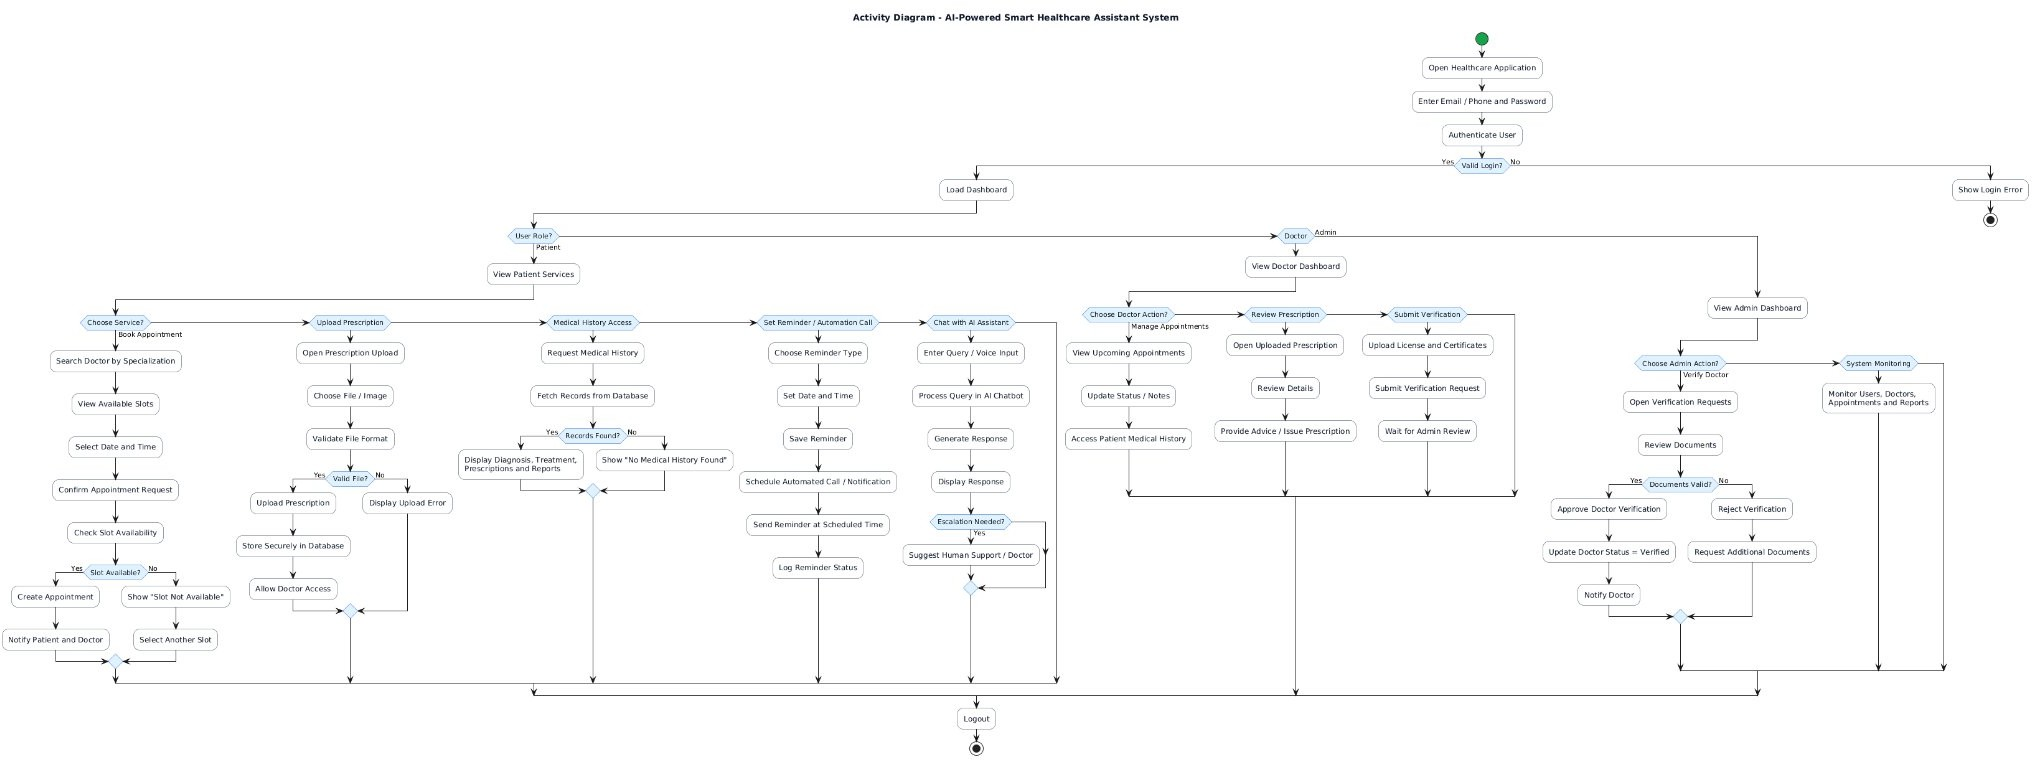 Activity Diagram - AI-Powered Smart Healthcare Assistant System
Open Healthcare Application
Enter Email / Phone and Password
Authenticate User
Valid Login?
Yes
No
Load Dashboard
Show Login Error
User Role?
Patient
Doctor
Admin
View Patient Services
Choose Service?
Book Appointment
Search Doctor by Specialization
View Available Slots
Select Date and Time
Confirm Appointment Request
Check Slot Availability
Slot Available?
Yes
No
Create Appointment
Notify Patient and Doctor
Show "Slot Not Available"
Select Another Slot
Upload Prescription
Open Prescription Upload
Choose File / Image
Validate File Format
Valid File?
Yes
No
Upload Prescription
Store Securely in Database
Allow Doctor Access
Display Upload Error
Medical History Access
Request Medical History
Fetch Records from Database
Records Found?
Yes
No
Display Diagnosis, Treatment,
Prescriptions and Reports
Show "No Medical History Found"
Set Reminder / Automation Call
Choose Reminder Type
Set Date and Time
Save Reminder
Schedule Automated Call / Notification
Send Reminder at Scheduled Time
Log Reminder Status
Chat with AI Assistant
Enter Query / Voice Input
Process Query in AI Chatbot
Generate Response
Display Response
Escalation Needed?
Yes
Suggest Human Support / Doctor
View Doctor Dashboard
Choose Doctor Action?
Manage Appointments
View Upcoming Appointments
Update Status / Notes
Access Patient Medical History
Review Prescription
Open Uploaded Prescription
Review Details
Provide Advice / Issue Prescription
Submit Verification
Upload License and Certificates
Submit Verification Request
Wait for Admin Review
View Admin Dashboard
Choose Admin Action?
Verify Doctor
Open Verification Requests
Review Documents
Documents Valid?
Yes
No
Approve Doctor Verification
Update Doctor Status = Verified
Notify Doctor
Reject Verification
Request Additional Documents
System Monitoring
Monitor Users, Doctors,
Appointments and Reports
Logout